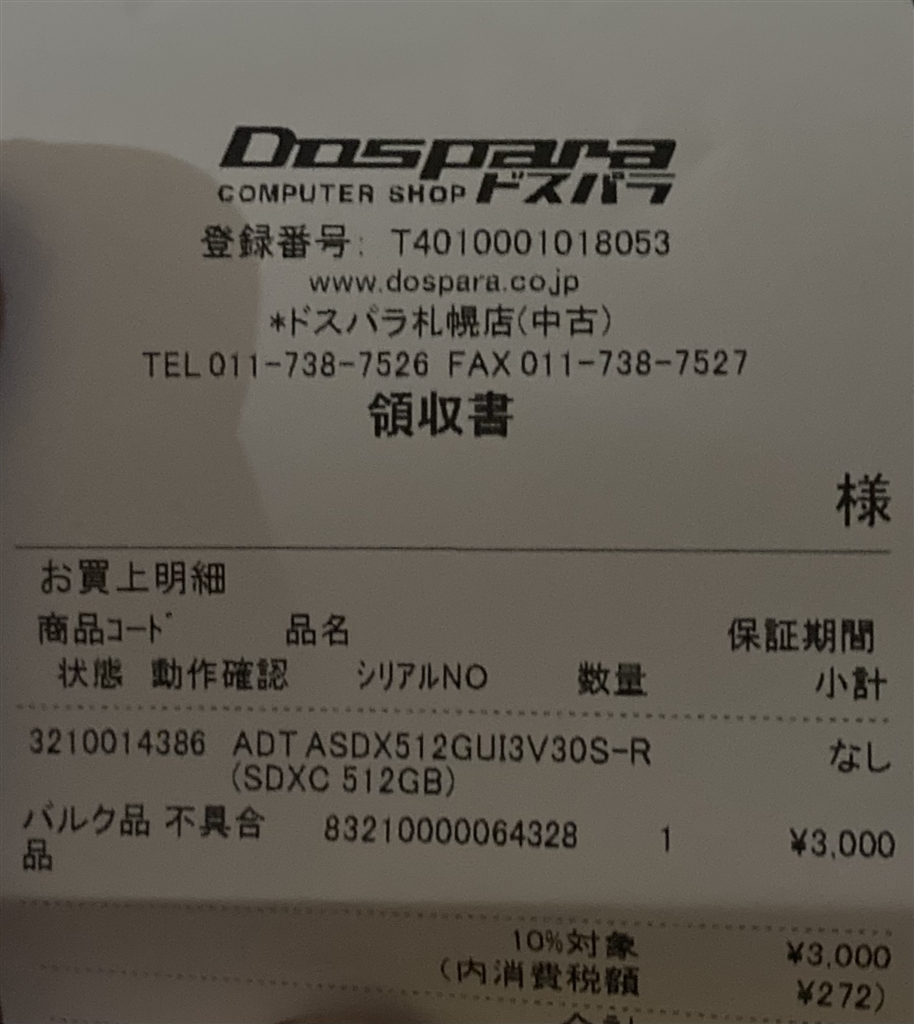 Dospara
COMPUTER SHOP ドスパラ
登録番号: T4010001018053
www.dospara.co.jp
*ドスパラ札幌店(中古)
TEL 011-738-7526 FAX 011-738-7527
領収書
様
お買上明細
商品ｺｰﾄﾞ 品名 保証期間
状態 動作確認 ｼﾘｱﾙNO 数量 小計
3210014386 ADT ASDX512GUI3V30S-R なし
(SDXC 512GB)
バルク品 不具合品 83210000064328 1 ¥3,000
10%対象 ¥3,000
(内消費税額 ¥272)